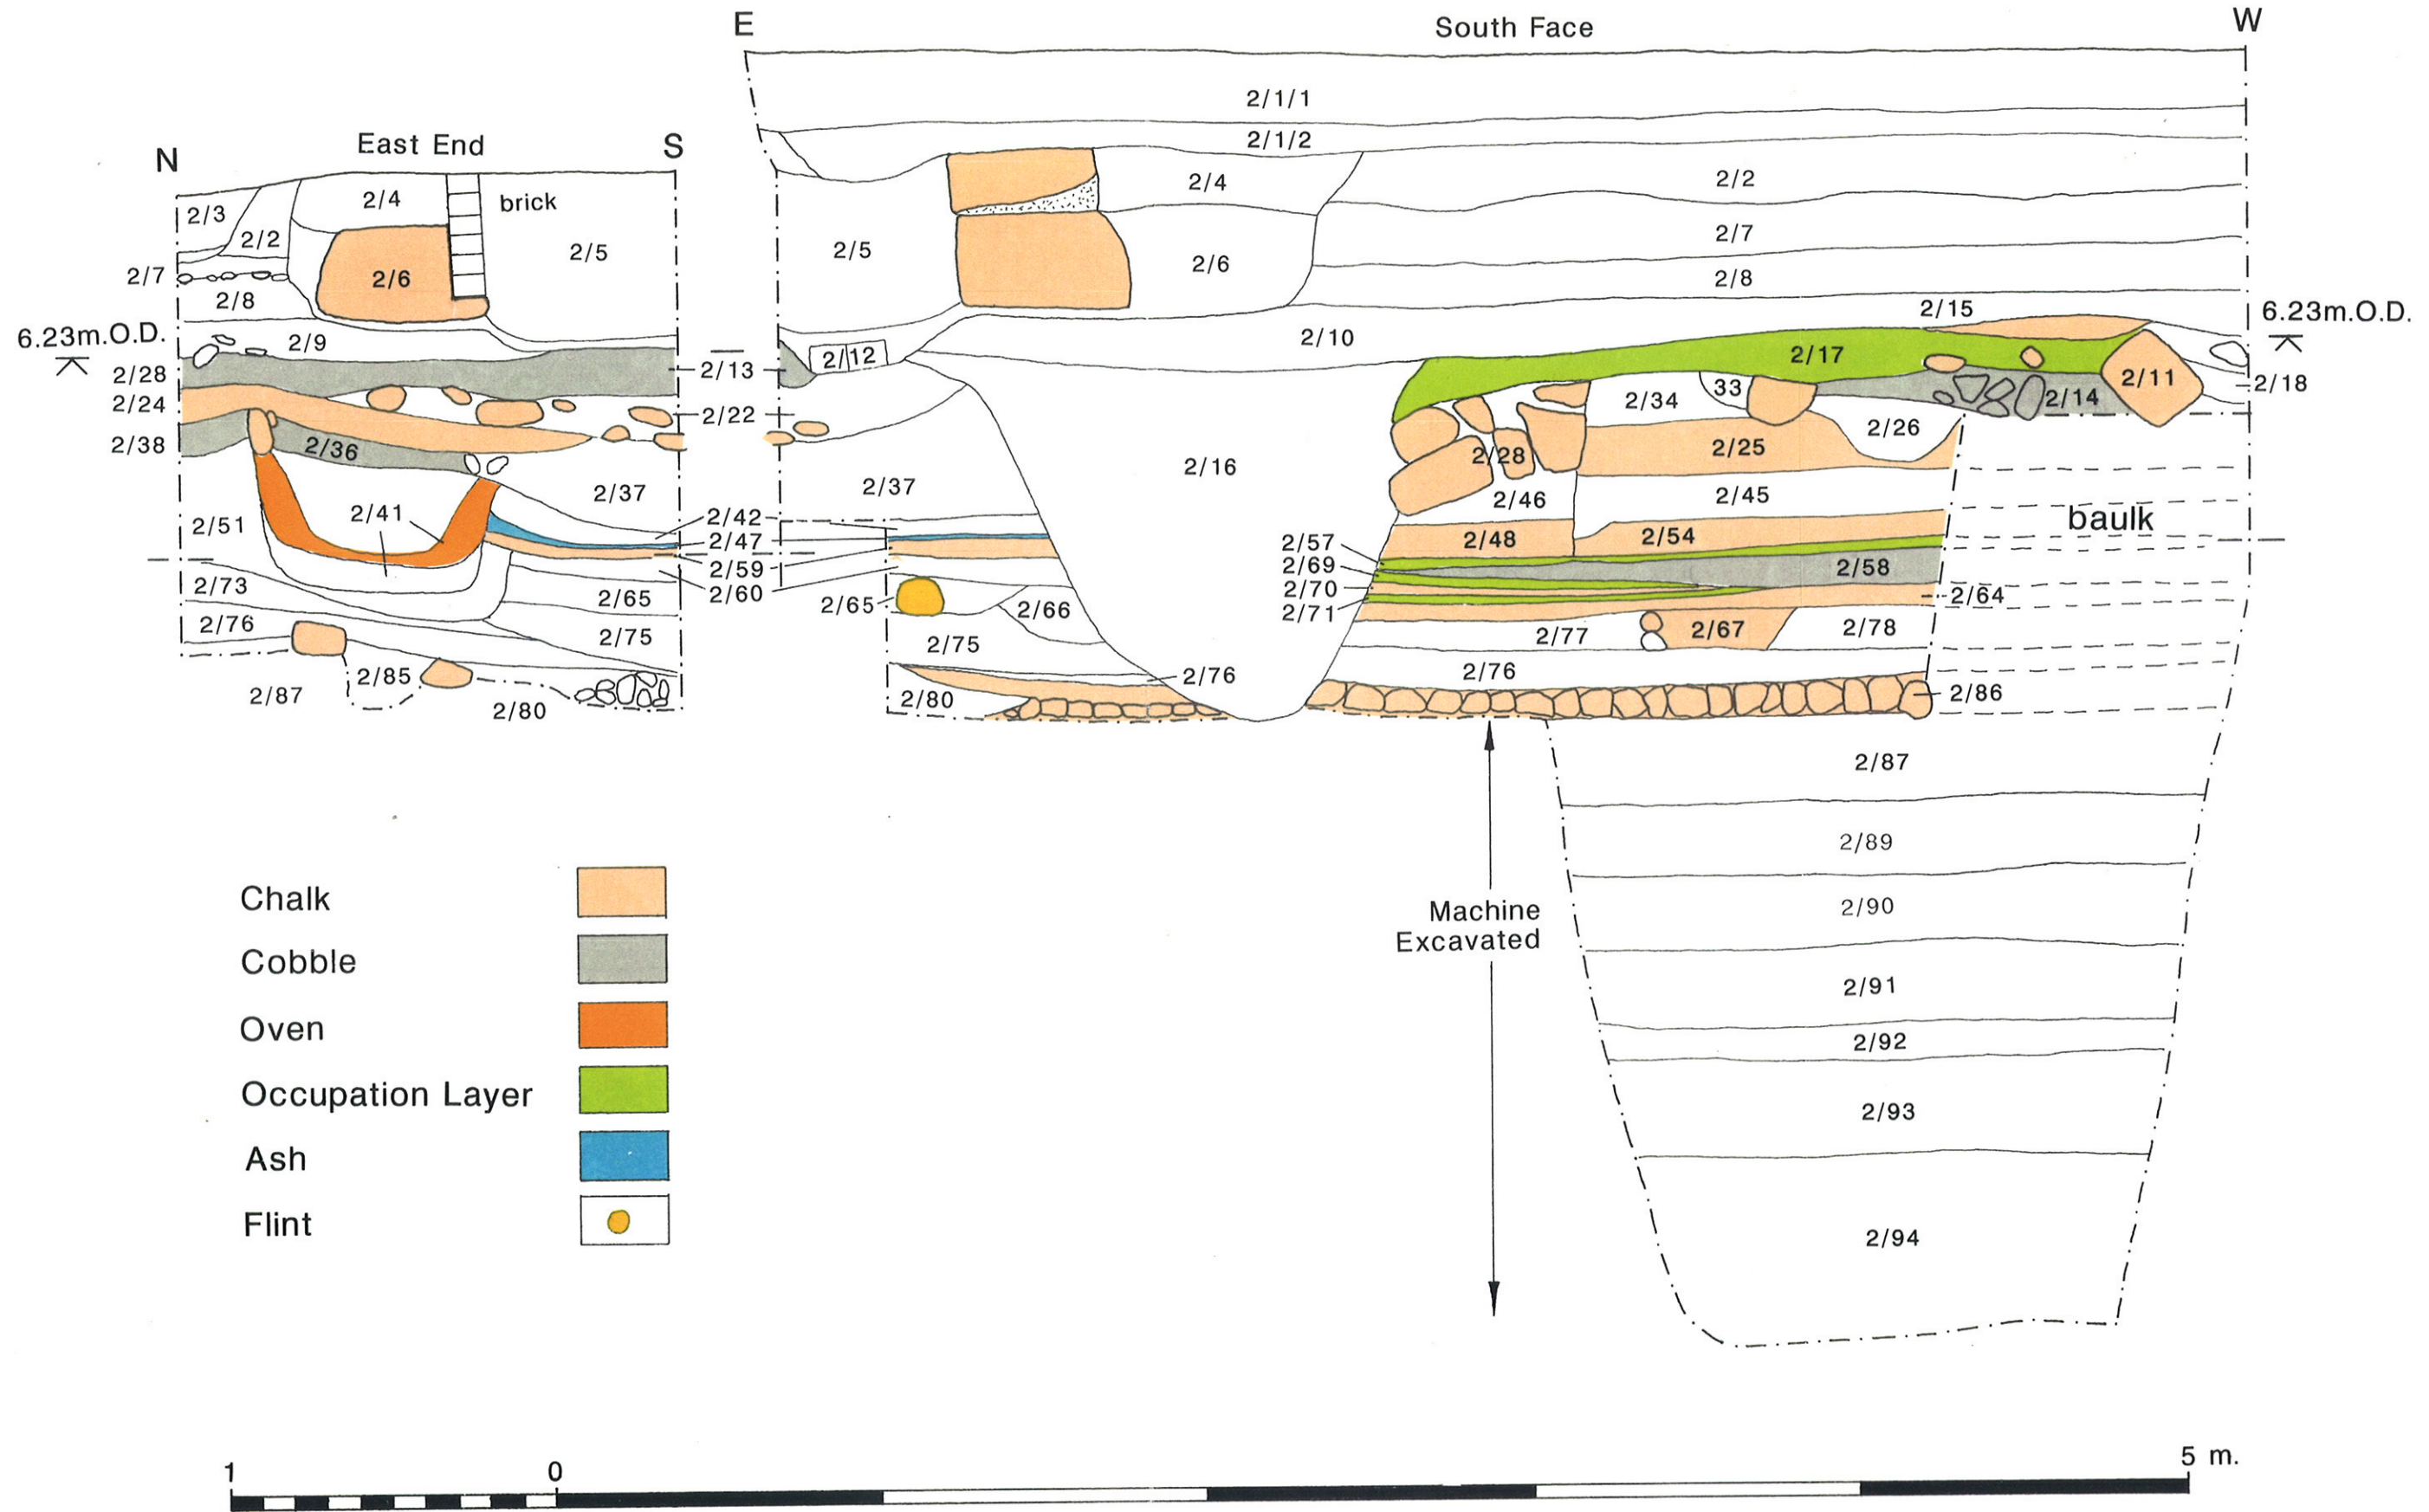 E South Face W
2/1/1
2/1/2
N East End S
2/3 2/4 brick
2/2 2/5
2/7 2/6
2/8
6.23m.O.D. 2/9
2/28 2/13
2/24 2/22
2/38 2/36
2/37
2/51 2/41 2/42
2/47
2/59
2/73 2/65 2/60
2/76 2/75
2/85
2/87 2/80
2/4 2/2
2/5 2/6 2/7
2/8
2/15 6.23m.O.D.
2/12 2/10 2/17
2/11 2/18
2/34 33 2/14
2/26
2/16 2/28 2/25
2/37 2/46 2/45
baulk
2/57 2/48 2/54
2/69 2/58
2/70 2/64
2/65 2/66 2/71
2/75 2/77 2/67 2/78
2/76 2/76
2/80 2/86
2/87
2/89
2/90
Machine
Excavated
2/91
2/92
2/93
2/94
Chalk
Cobble
Oven
Occupation Layer
Ash
Flint
1 0 5 m.